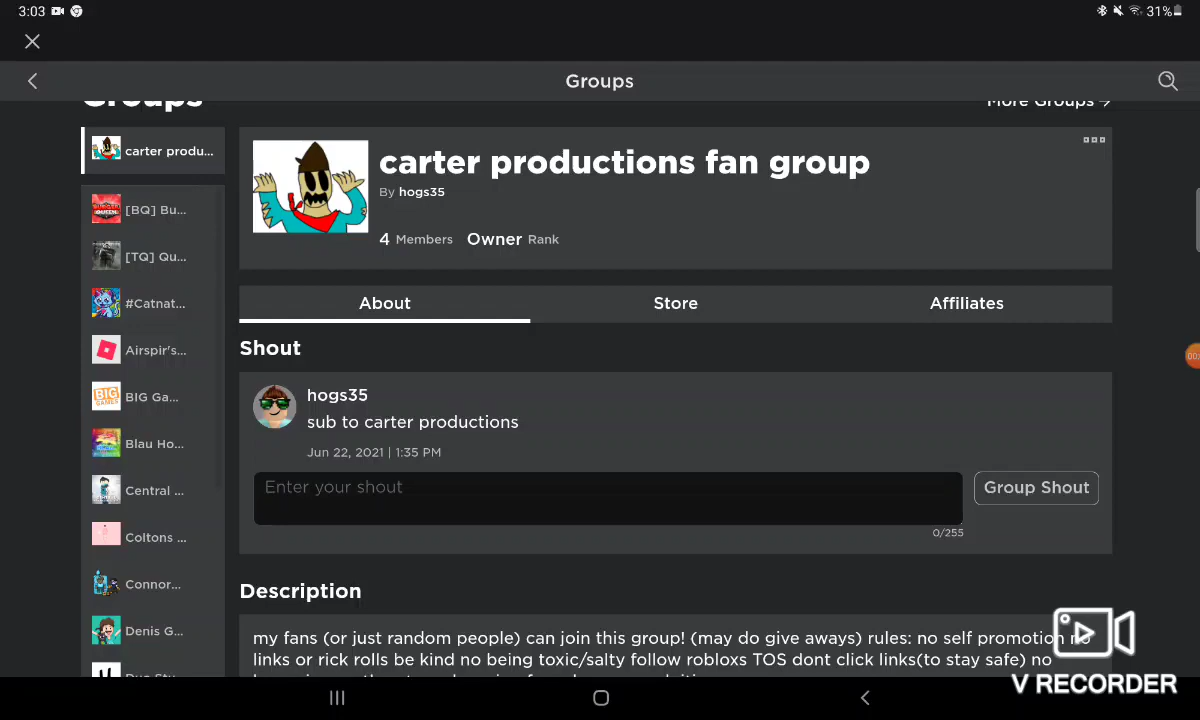 3:03
31%
Groups
Groups
More Groups →
carter produ...
carter productions fan group
By hogs35
4 Members Owner Rank
[BQ] Bu...
[TQ] Qu...
#Catnat...
Airspir's...
BIG Ga...
Blau Ho...
Central ...
Coltons ...
Connor...
Denis G...
About
Store
Affiliates
Shout
hogs35
sub to carter productions
Jun 22, 2021 | 1:35 PM
Enter your shout
Group Shout
0/255
Description
my fans (or just random people) can join this group! (may do give aways) rules: no self promotion no
links or rick rolls be kind no being toxic/salty follow robloxs TOS dont click links(to stay safe) no
V RECORDER